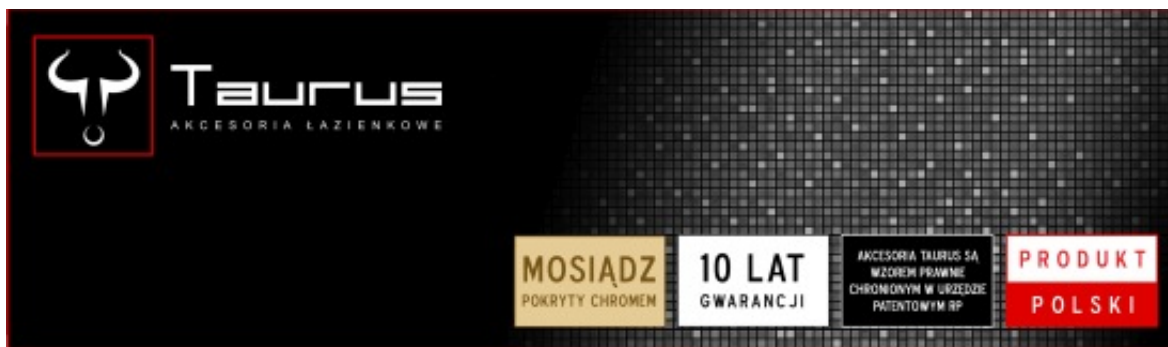 Taurus
AKCESORIA ŁAZIENKOWE
MOSIĄDZ
POKRYTY CHROMEM
10 LAT
GWARANCJI
AKCESORIA TAURUS SĄ
WZOREM PRAWNIE
CHRONIONYM W URZĘDZIE
PATENTOWYM RP
PRODUKT
POLSKI